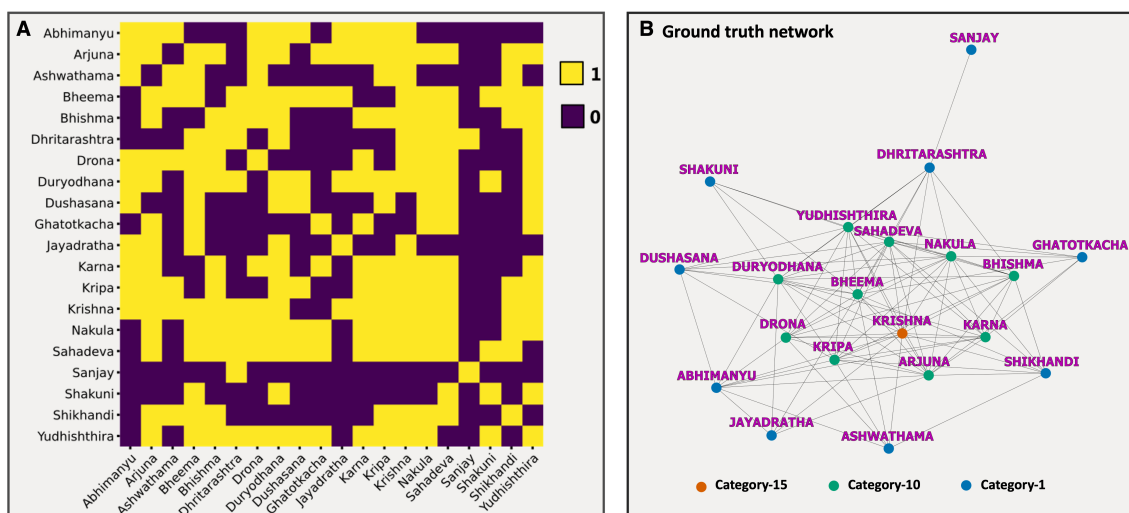 A
Abhimanyu
Arjuna
Ashwathama
Bheema
Bhishma
Dhritarashtra
Drona
Duryodhana
Dushasana
Ghatotkacha
Jayadratha
Karna
Kripa
Krishna
Nakula
Sahadeva
Sanjay
Shakuni
Shikhandi
Yudhishthira
Abhimanyu
Arjuna
Ashwathama
Bheema
Bhishma
Dhritarashtra
Drona
Duryodhana
Dushasana
Ghatotkacha
Jayadratha
Karna
Kripa
Krishna
Nakula
Sahadeva
Sanjay
Shakuni
Shikhandi
Yudhishthira
1
0
B Ground truth network
SANJAY
DHRITARASHTRA
SHAKUNI
YUDHISHTHIRA
SAHADEVA
NAKULA
GHATOTKACHA
DUSHASANA
DURYODHANA
BHISHMA
BHEEMA
DRONA
KRISHNA
KARNA
KRIPA
ARJUNA
SHIKHANDI
ABHIMANYU
JAYADRATHA
ASHWATHAMA
Category-15 Category-10 Category-1